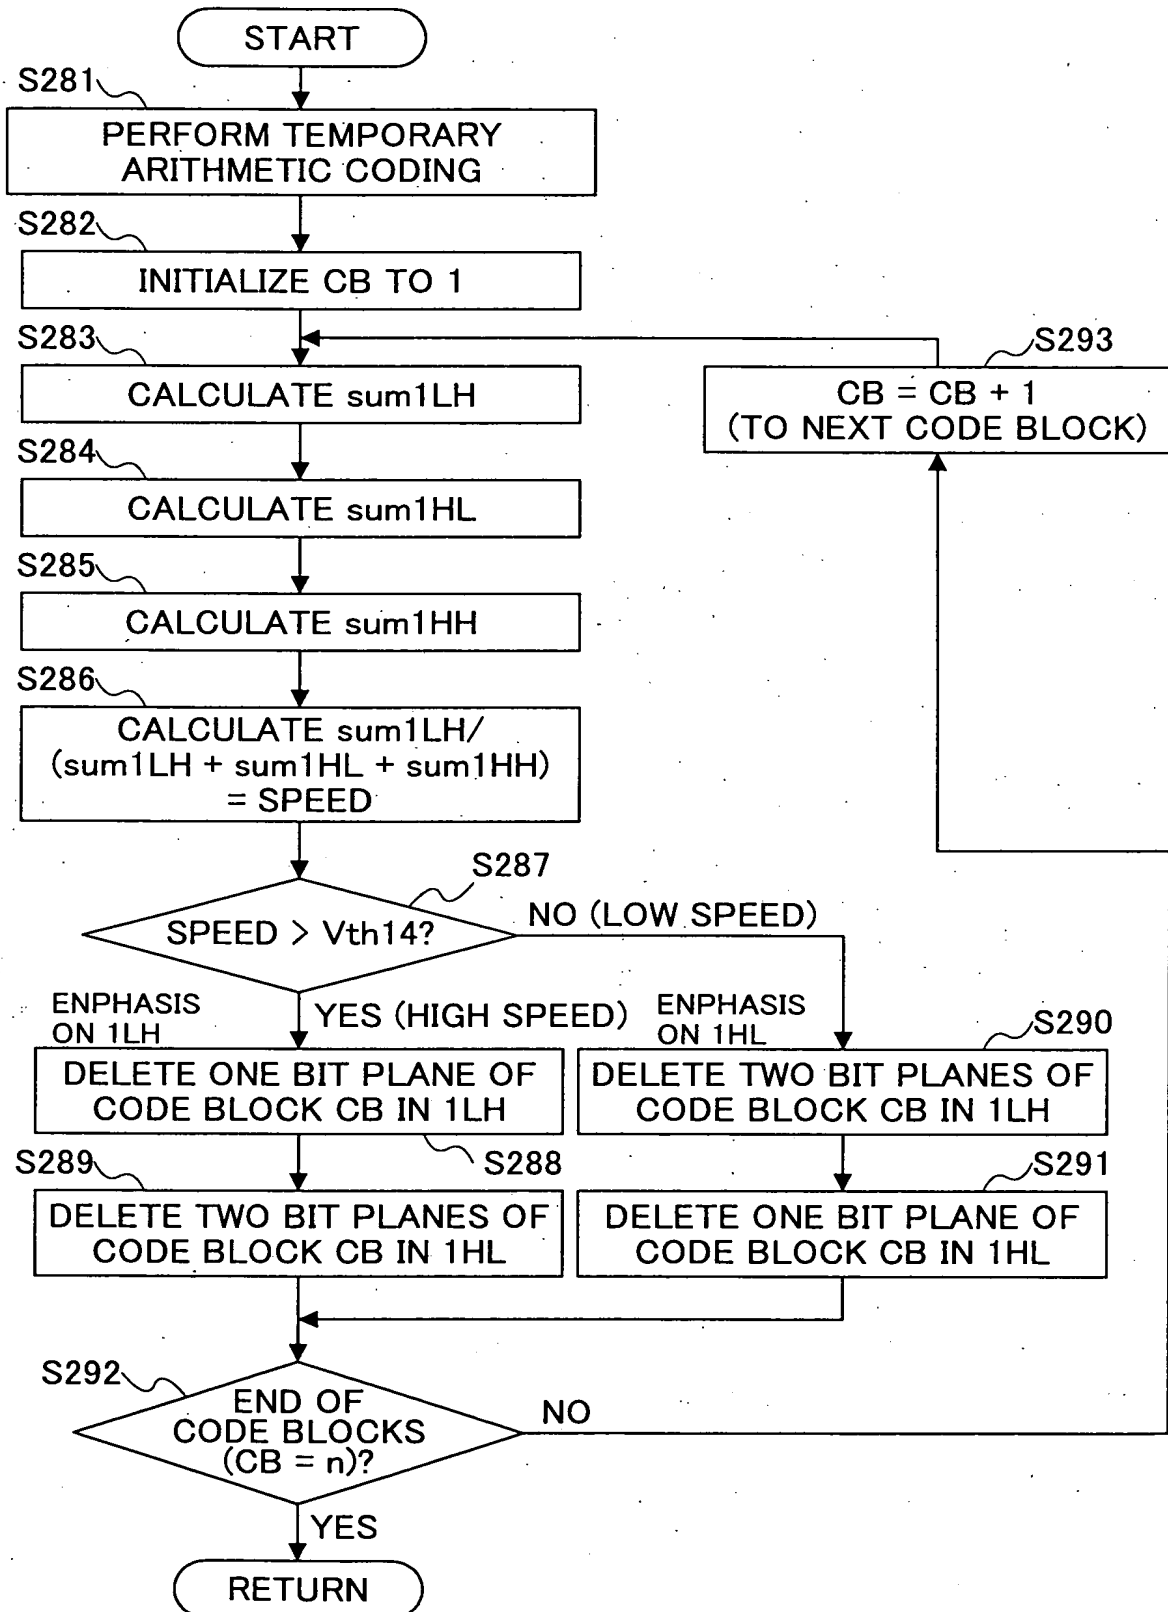 START
S281
PERFORM TEMPORARY
ARITHMETIC CODING
S282
INITIALIZE CB TO 1
S283
CALCULATE sum1LH
S293
CB = CB + 1
(TO NEXT CODE BLOCK)
S284
CALCULATE sum1HL
S285
CALCULATE sum1HH
S286
CALCULATE sum1LH/
(sum1LH + sum1HL + sum1HH)
= SPEED
S287
SPEED > Vth14?
NO (LOW SPEED)
YES (HIGH SPEED)
ENPHASIS
ON 1LH
DELETE ONE BIT PLANE OF
CODE BLOCK CB IN 1LH
S288
ENPHASIS
ON 1HL
S290
DELETE TWO BIT PLANES OF
CODE BLOCK CB IN 1LH
S289
DELETE TWO BIT PLANES OF
CODE BLOCK CB IN 1HL
S291
DELETE ONE BIT PLANE OF
CODE BLOCK CB IN 1HL
S292
END OF
CODE BLOCKS
(CB = n)?
NO
YES
RETURN